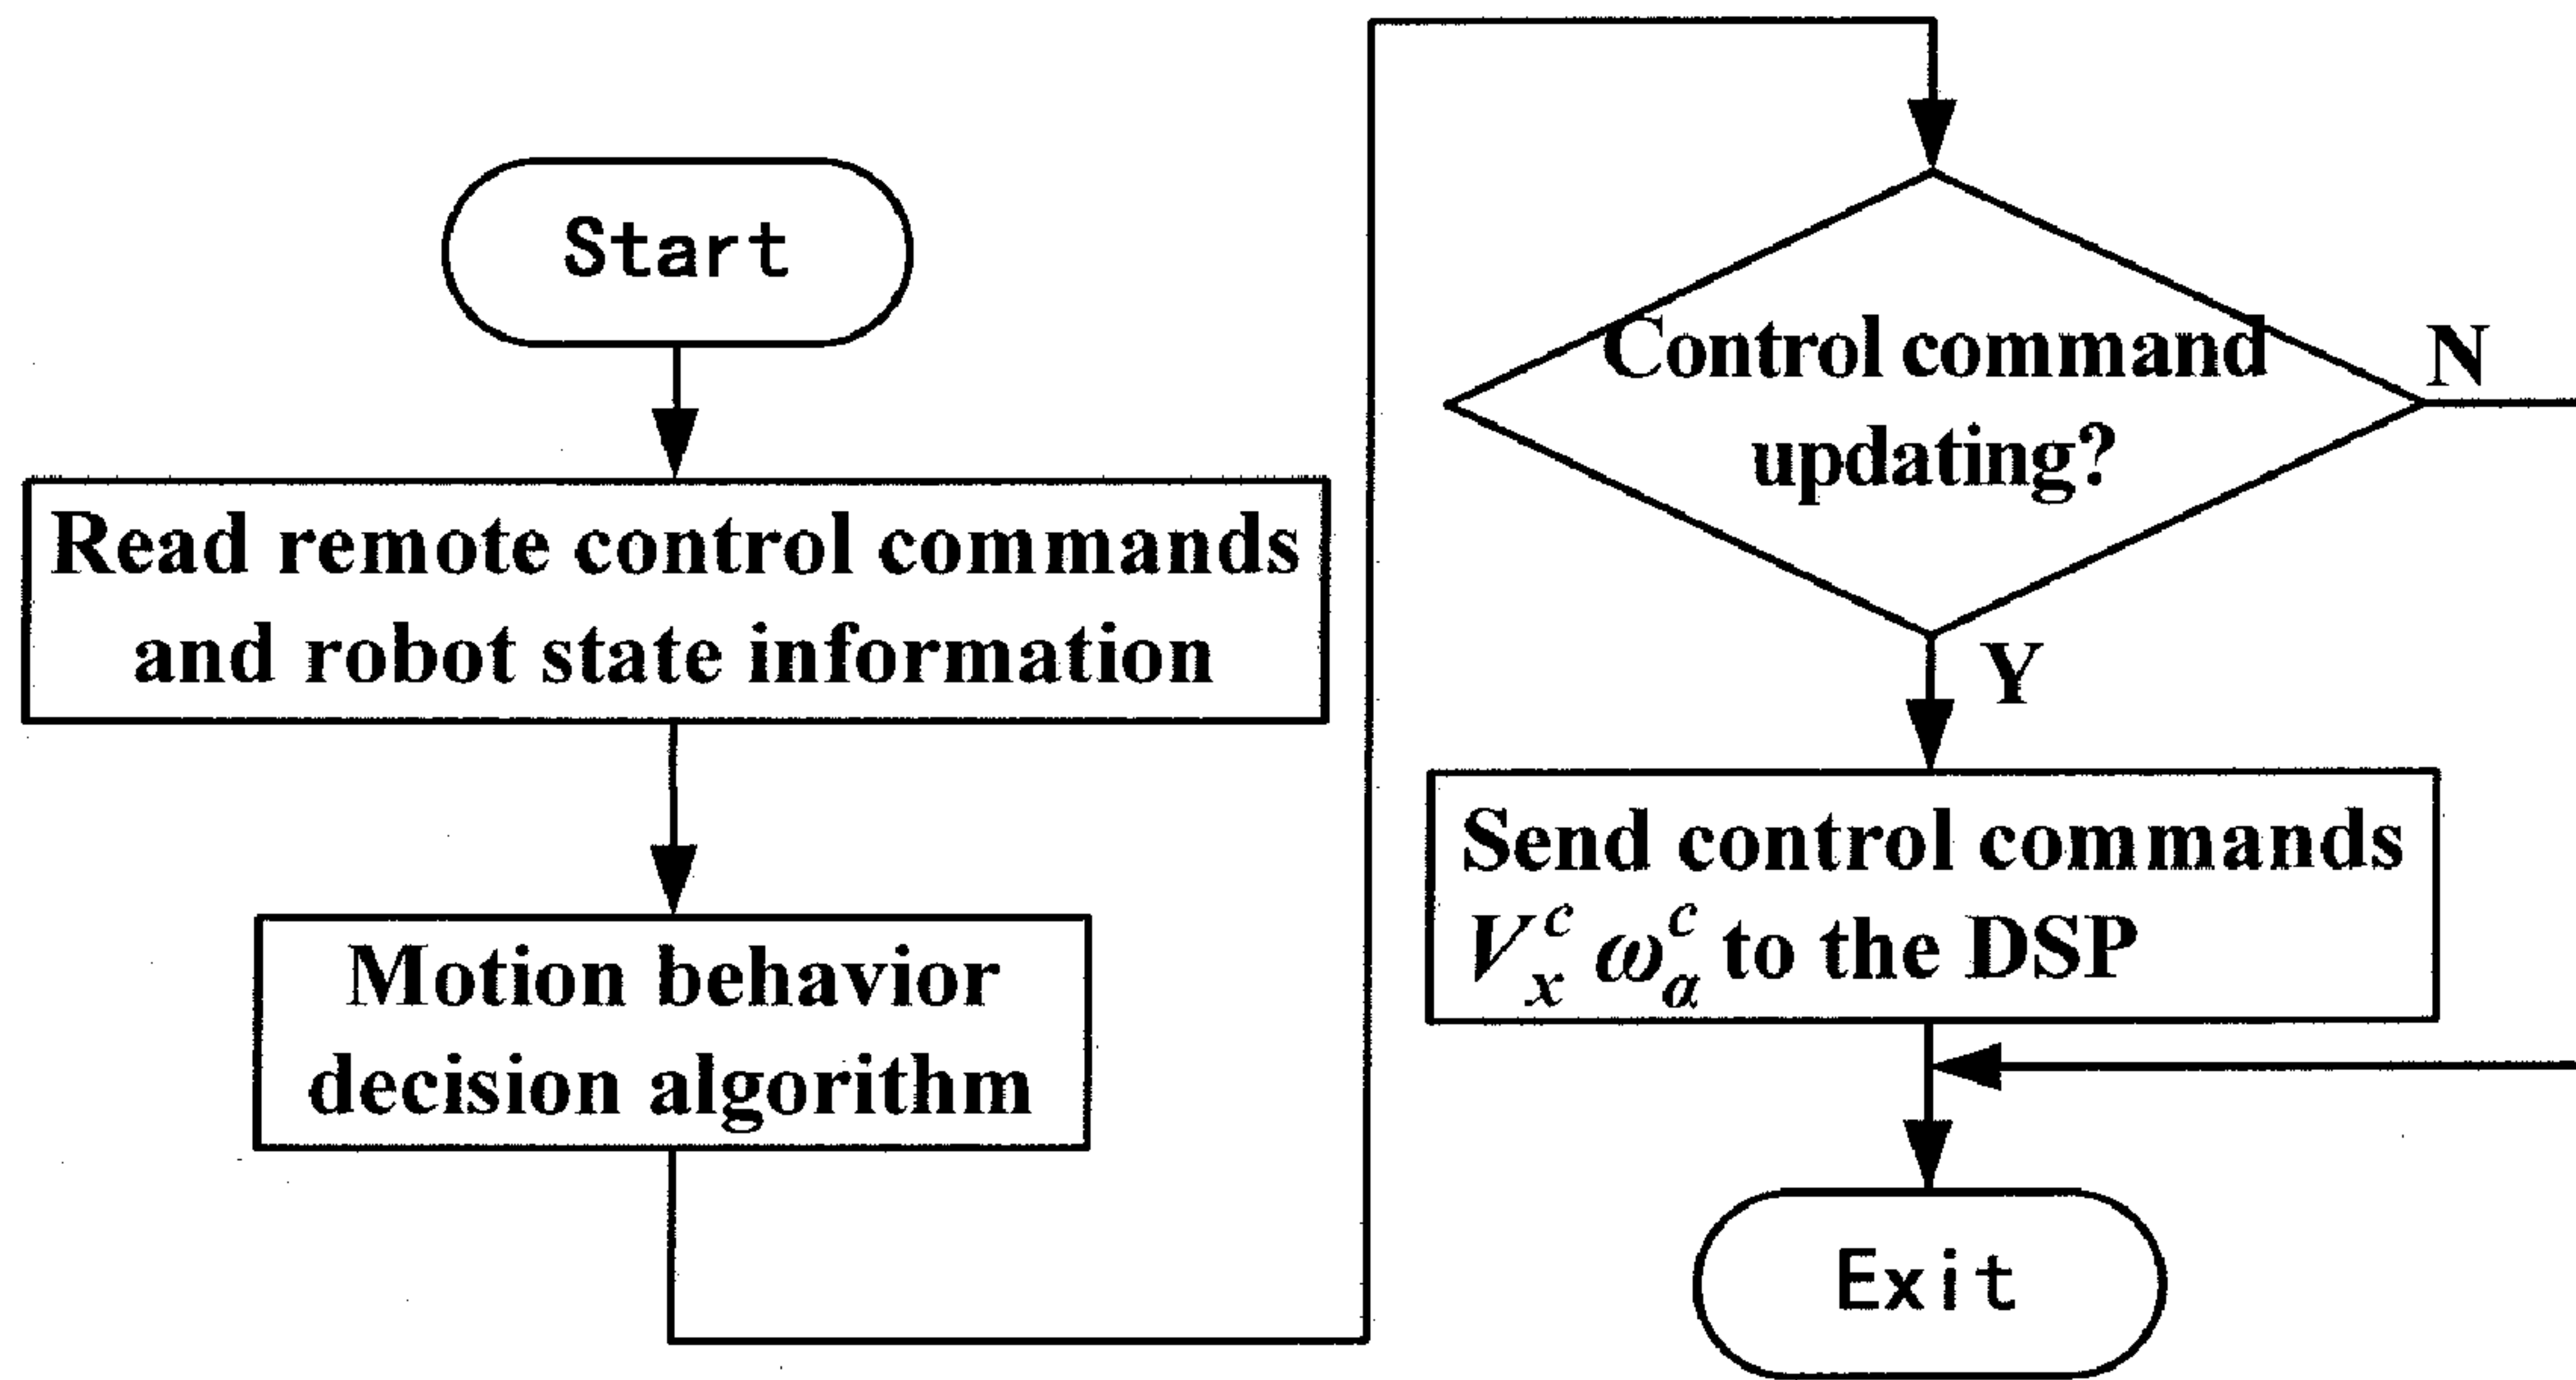 Start
Read remote control commands
and robot state information
Motion behavior
decision algorithm
Control command
updating?
N
Y
Send control commands
V_x^c ω_α^c to the DSP
Exit